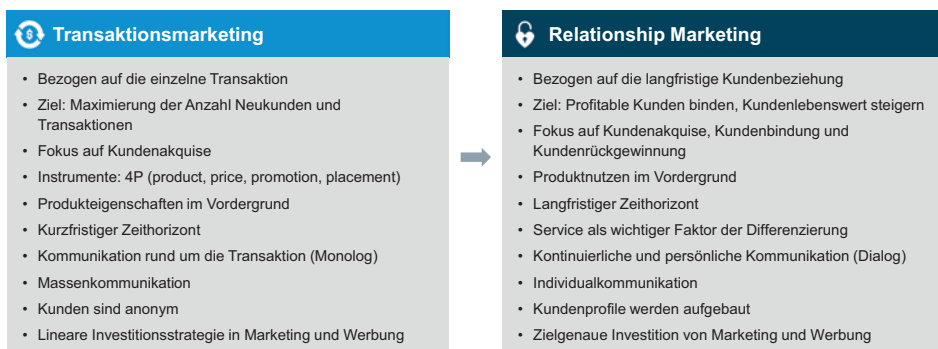 Transaktionsmarketing
• Bezogen auf die einzelne Transaktion
• Ziel: Maximierung der Anzahl Neukunden und
Transaktionen
• Fokus auf Kundenakquise
• Instrumente: 4P (product, price, promotion, placement)
• Produkteigenschaften im Vordergrund
• Kurzfristiger Zeithorizont
• Kommunikation rund um die Transaktion (Monolog)
• Massenkommunikation
• Kunden sind anonym
• Lineare Investitionsstrategie in Marketing und Werbung
Relationship Marketing
• Bezogen auf die langfristige Kundenbeziehung
• Ziel: Profitable Kunden binden, Kundenlebenswert steigern
• Fokus auf Kundenakquise, Kundenbindung und
Kundenrückgewinnung
• Produktnutzen im Vordergrund
• Langfristiger Zeithorizont
• Service als wichtiger Faktor der Differenzierung
• Kontinuierliche und persönliche Kommunikation (Dialog)
• Individualkommunikation
• Kundenprofile werden aufgebaut
• Zielgenaue Investition von Marketing und Werbung